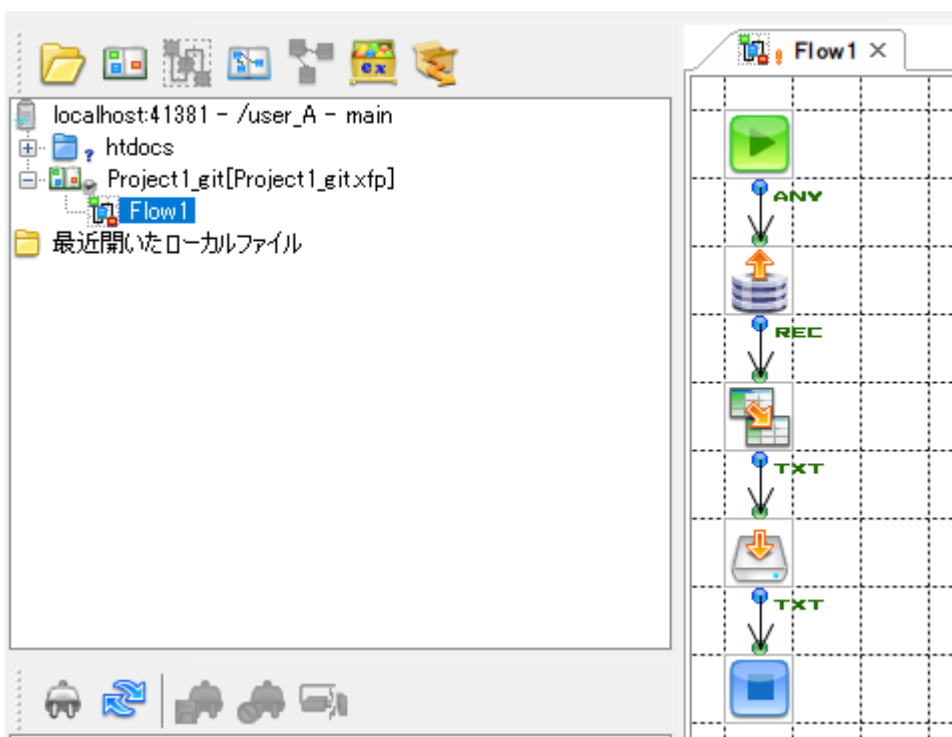 ex
localhost:41381 - /user_A - main
htdocs
Project1_git[Project1_git.xfp]
Flow1
最近開いたローカルファイル
Flow1
ANY
REC
TXT
TXT